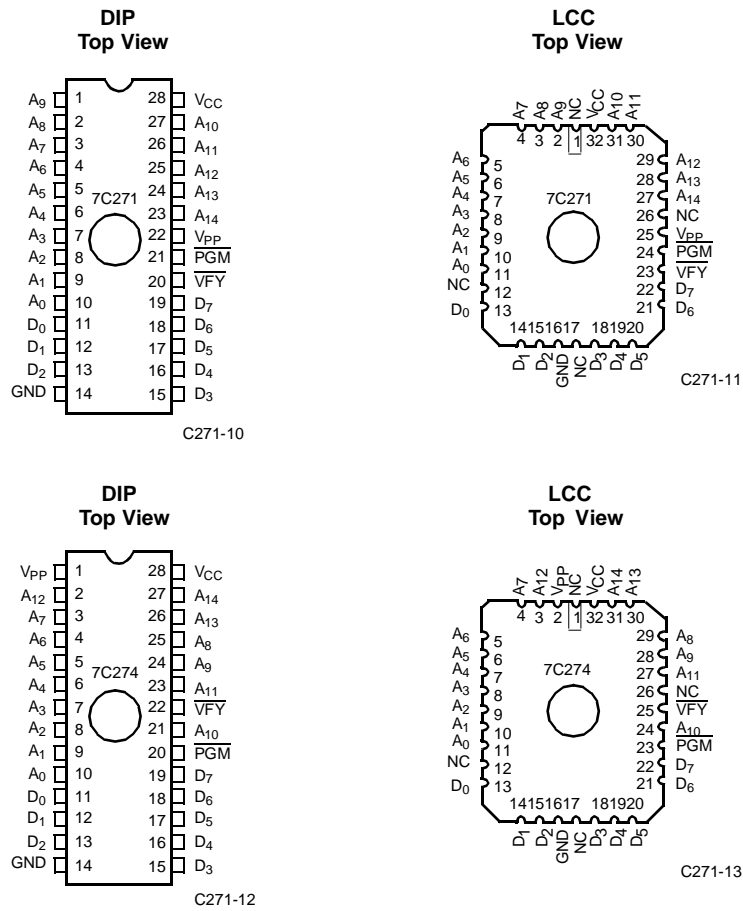 DIP
Top View
A9 1 28 VCC
A8 2 27 A10
A7 3 26 A11
A6 4 25 A12
A5 5 24 A13
A4 6 7C271 23 A14
A3 7 22 VPP
A2 8 21 PGM
A1 9 20 VFY
A0 10 19 D7
D0 11 18 D6
D1 12 17 D5
D2 13 16 D4
GND 14 15 D3
C271-10
LCC
Top View
A7 A8 A9 NC VCC A10 A11
4 3 2 1 32 31 30
A6 5 29 A12
A5 6 28 A13
A4 7 7C271 27 A14
A3 8 26 NC
A2 9 25 VPP
A1 10 24 PGM
A0 11 23 VFY
NC 12 22 D7
D0 13 21 D6
14 15 16 17 18 19 20
D1 D2 GND NC D3 D4 D5
C271-11
DIP
Top View
VPP 1 28 VCC
A12 2 27 A14
A7 3 26 A13
A6 4 25 A8
A5 5 24 A9
A4 6 7C274 23 A11
A3 7 22 VFY
A2 8 21 A10
A1 9 20 PGM
A0 10 19 D7
D0 11 18 D6
D1 12 17 D5
D2 13 16 D4
GND 14 15 D3
C271-12
LCC
Top View
A7 A12 VPP NC VCC A14 A13
4 3 2 1 32 31 30
A6 5 29 A8
A5 6 28 A9
A4 7 7C274 27 A11
A3 8 26 NC
A2 9 25 VFY
A1 10 24 A10
A0 11 23 PGM
NC 12 22 D7
D0 13 21 D6
14 15 16 17 18 19 20
D1 D2 GND NC D3 D4 D5
C271-13